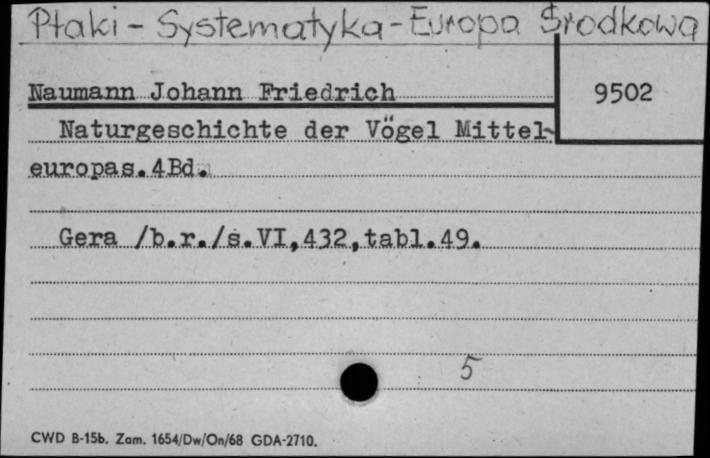 Ptaki - Systematyka - Europa Środkowa
Naumann Johann Friedrich
9502
Naturgeschichte der Vögel Mittel-
europas. 4Bd.
Gera /b.r./s.VI,432,tabl.49.
5
CWD B-15b. Zam. 1654/Dw/On/68 GDA-2710.